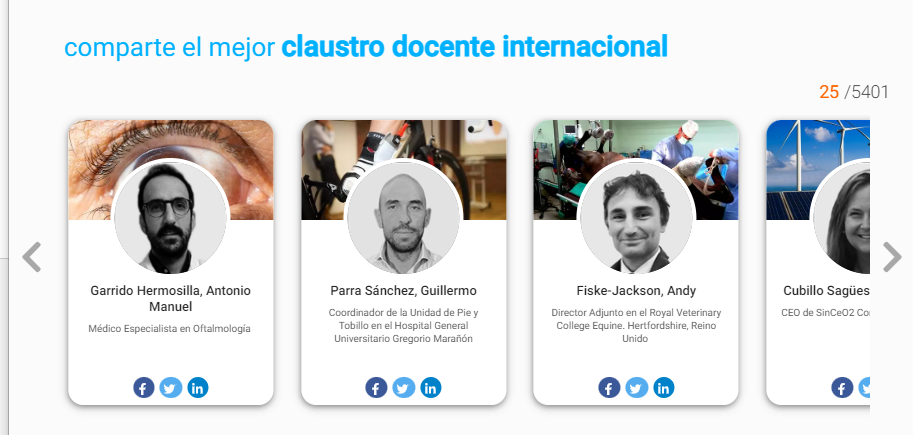 comparte el mejor claustro docente internacional
25 /5401
Garrido Hermosilla, Antonio
Manuel
Médico Especialista en Oftalmología
Parra Sánchez, Guillermo
Coordinador de la Unidad de Pie y
Tobillo en el Hospital General
Universitario Gregorio Marañón
Fiske-Jackson, Andy
Director Adjunto en el Royal Veterinary
College Equine. Hertfordshire, Reino
Unido
Cubillo Sagües
CEO de SinCeO2